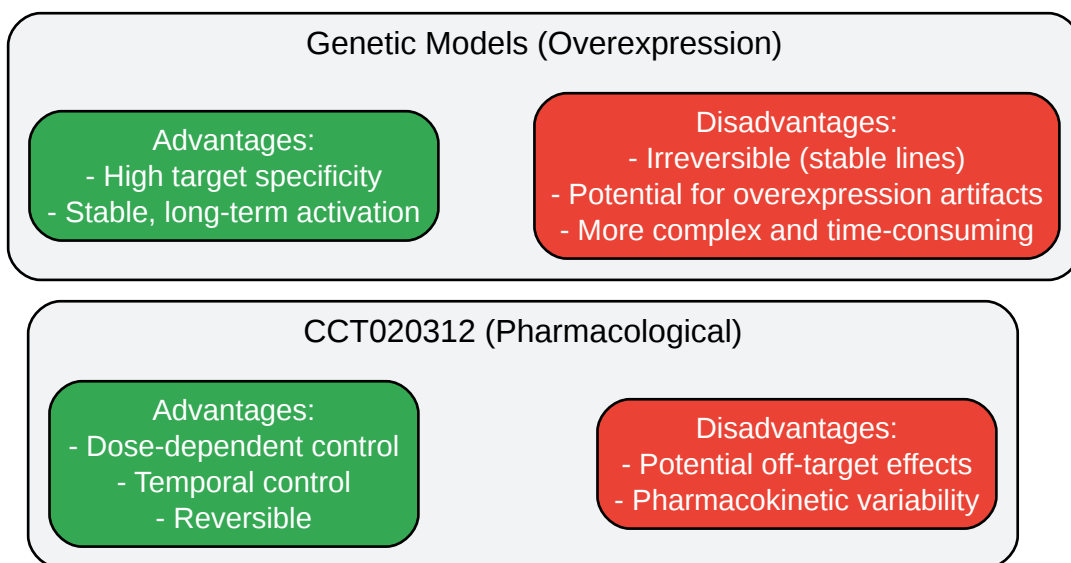 Genetic Models (Overexpression)
Advantages:
- High target specificity
- Stable, long-term activation
Disadvantages:
- Irreversible (stable lines)
- Potential for overexpression artifacts
- More complex and time-consuming
CCT020312 (Pharmacological)
Advantages:
- Dose-dependent control
- Temporal control
- Reversible
Disadvantages:
- Potential off-target effects
- Pharmacokinetic variability